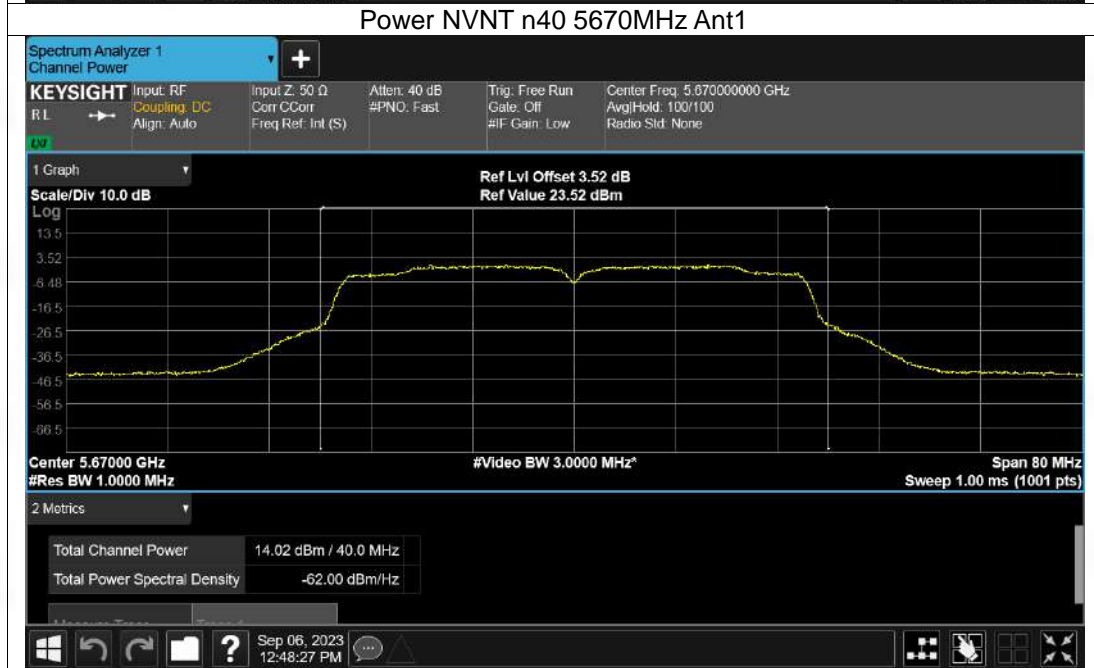 Power NVNT n40 5670MHz Ant1
Spectrum Analyzer 1
Channel Power
KEYSIGHT
RL
LXI
Input: RF
Coupling: DC
Align: Auto
Input Z: 50 Ω
Corr CCorr
Freq Ref: Int (S)
Atten: 40 dB
#PNO: Fast
Trig: Free Run
Gate: Off
#IF Gain: Low
Center Freq: 5.670000000 GHz
Avg|Hold: 100/100
Radio Std: None
1 Graph
Scale/Div 10.0 dB
Ref Lvl Offset 3.52 dB
Ref Value 23.52 dBm
Log
13.5
3.52
-6.48
-16.5
-26.5
-36.5
-46.5
-56.5
-66.5
Center 5.67000 GHz
#Res BW 1.0000 MHz
#Video BW 3.0000 MHz*
Span 80 MHz
Sweep 1.00 ms (1001 pts)
2 Metrics
Total Channel Power 14.02 dBm / 40.0 MHz
Total Power Spectral Density -62.00 dBm/Hz
?
Sep 06, 2023
12:48:27 PM